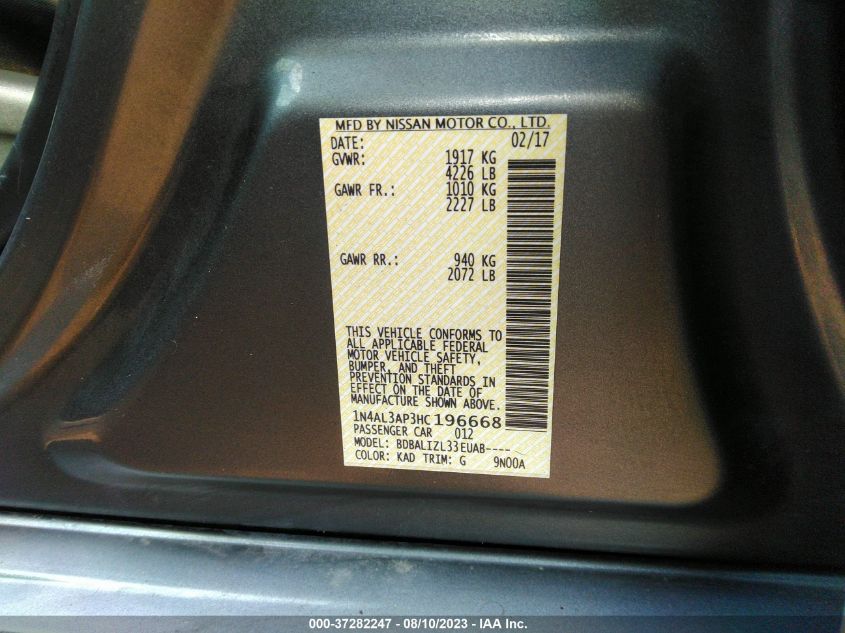 MFD BY NISSAN MOTOR CO., LTD.
DATE: 02/17
GVWR: 1917 KG
4226 LB
GAWR FR.: 1010 KG
2227 LB
GAWR RR.: 940 KG
2072 LB
THIS VEHICLE CONFORMS TO
ALL APPLICABLE FEDERAL
MOTOR VEHICLE SAFETY,
BUMPER, AND THEFT
PREVENTION STANDARDS IN
EFFECT ON THE DATE OF
MANUFACTURE SHOWN ABOVE.
1N4AL3AP3HC196668
PASSENGER CAR 012
MODEL: BDBALIZL33EUAB----
COLOR: KAD TRIM: G 9N00A
000-37282247 - 08/10/2023 - IAA Inc.